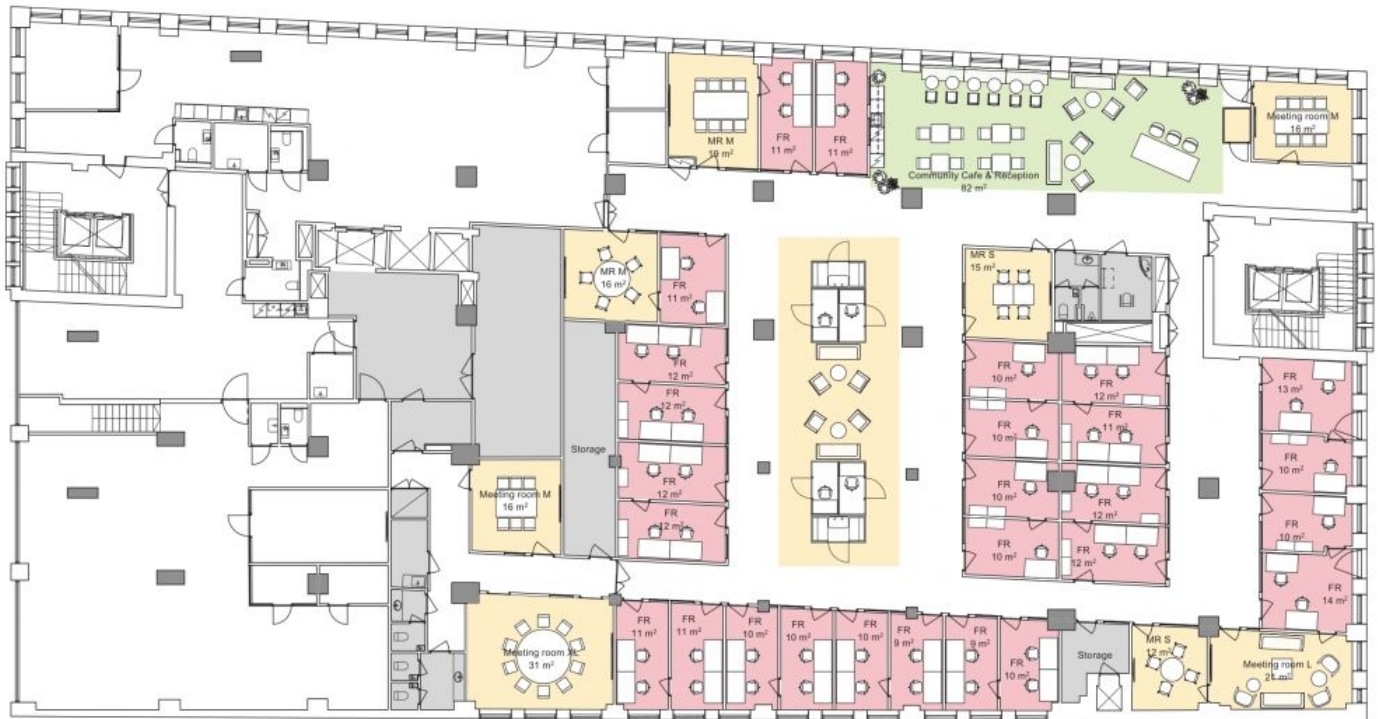 MR M
19 m²
FR
11 m²
FR
11 m²
Community Cafe & Reception
82 m²
Meeting room M
16 m²
MR M
16 m²
FR
11 m²
MR S
15 m²
FR
12 m²
FR
12 m²
FR
12 m²
FR
12 m²
Storage
Meeting room M
16 m²
FR
10 m²
FR
12 m²
FR
10 m²
FR
11 m²
FR
10 m²
FR
12 m²
FR
10 m²
FR
12 m²
FR
13 m²
FR
10 m²
FR
10 m²
FR
14 m²
Meeting room XL
31 m²
FR
11 m²
FR
11 m²
FR
10 m²
FR
10 m²
FR
10 m²
FR
9 m²
FR
9 m²
FR
10 m²
Storage
MR S
12 m²
Meeting room L
21 m²